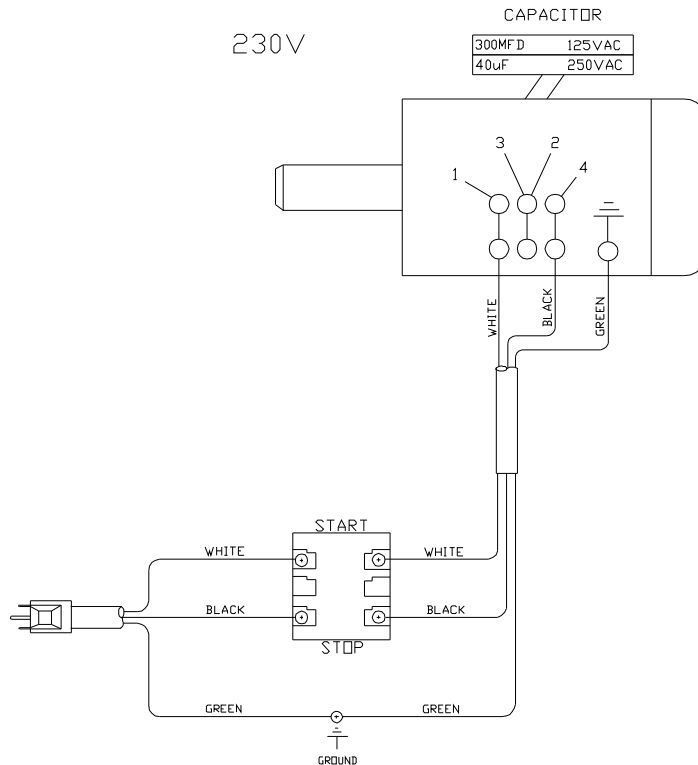 CAPACITOR
230V
300MFD 125VAC
40uF 250VAC
3 2
1 4
WHITE BLACK GREEN
START
WHITE WHITE
BLACK BLACK
STOP
GREEN GREEN
GROUND